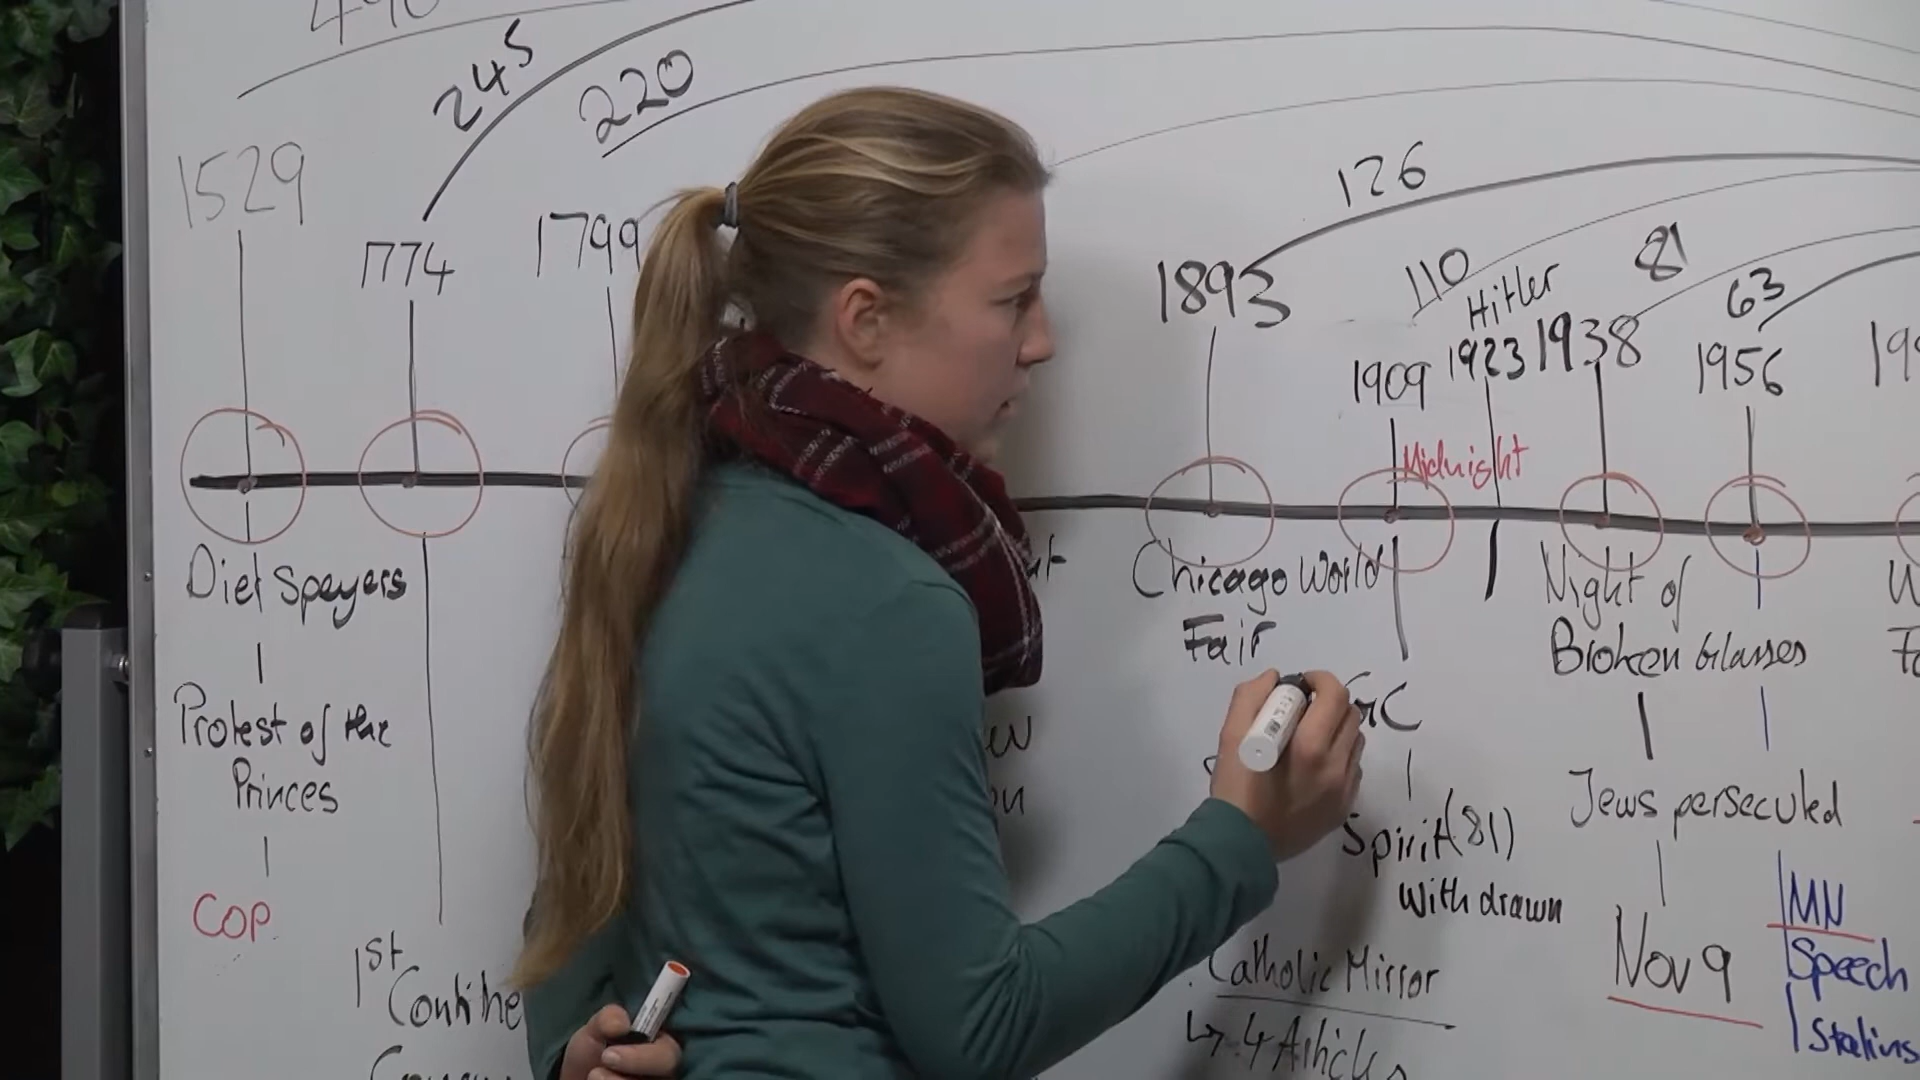 490
245
220
126
110
81
63
1529
1774
1799
1893
Hitler
1909
1923
1938
1956
Midnight
Diet Speyers
Protest of the
Princes
COP
1st
Chicago World
Fair
GC
Spirit (81)
With drawn
Catholic Mirror
↳ 4 Articles
Night of
Broken Glasses
Jews persecuted
Nov 9
MN
Speech
Stalins